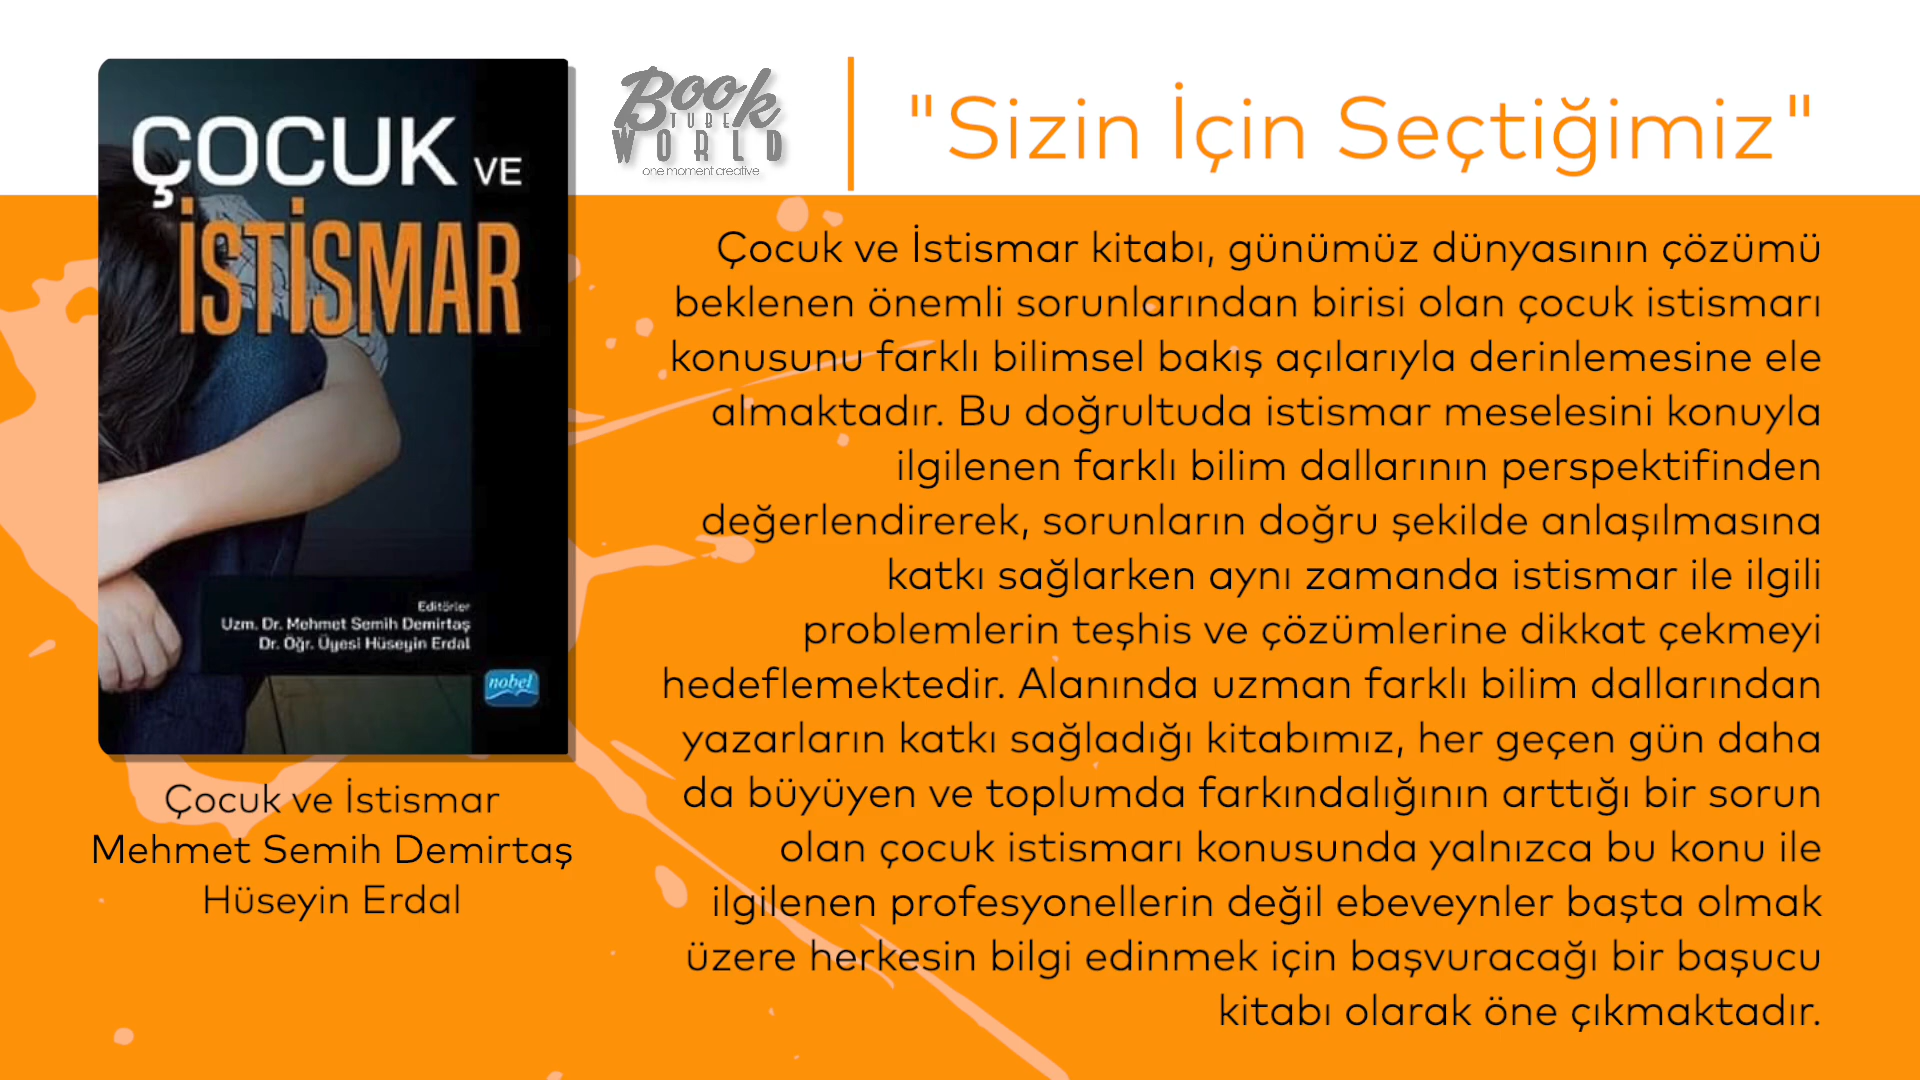 ÇOCUK VE
İSTİSMAR
Editörler
Uzm. Dr. Mehmet Semih Demirtaş
Dr. Öğr. Üyesi Hüseyin Erdal
nobel
Çocuk ve İstismar
Mehmet Semih Demirtaş
Hüseyin Erdal
Book
TUBE
WORLD
one moment creative
"Sizin İçin Seçtiğimiz"
Çocuk ve İstismar kitabı, günümüz dünyasının çözümü
beklenen önemli sorunlarından birisi olan çocuk istismarı
konusunu farklı bilimsel bakış açılarıyla derinlemesine ele
almaktadır. Bu doğrultuda istismar meselesini konuyla
ilgilenen farklı bilim dallarının perspektifinden
değerlendirerek, sorunların doğru şekilde anlaşılmasına
katkı sağlarken aynı zamanda istismar ile ilgili
problemlerin teşhis ve çözümlerine dikkat çekmeyi
hedeflemektedir. Alanında uzman farklı bilim dallarından
yazarların katkı sağladığı kitabımız, her geçen gün daha
da büyüyen ve toplumda farkındalığının arttığı bir sorun
olan çocuk istismarı konusunda yalnızca bu konu ile
ilgilenen profesyonellerin değil ebeveynler başta olmak
üzere herkesin bilgi edinmek için başvuracağı bir başucu
kitabı olarak öne çıkmaktadır.